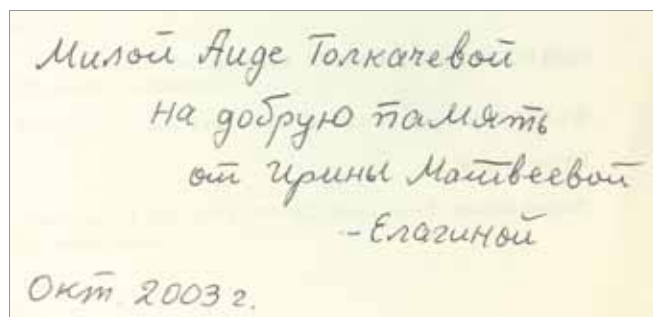 Милой Аиде Толкачевой
на добрую память
от Ирины Матвеевой
-Елагиной
Окт 2003 г.